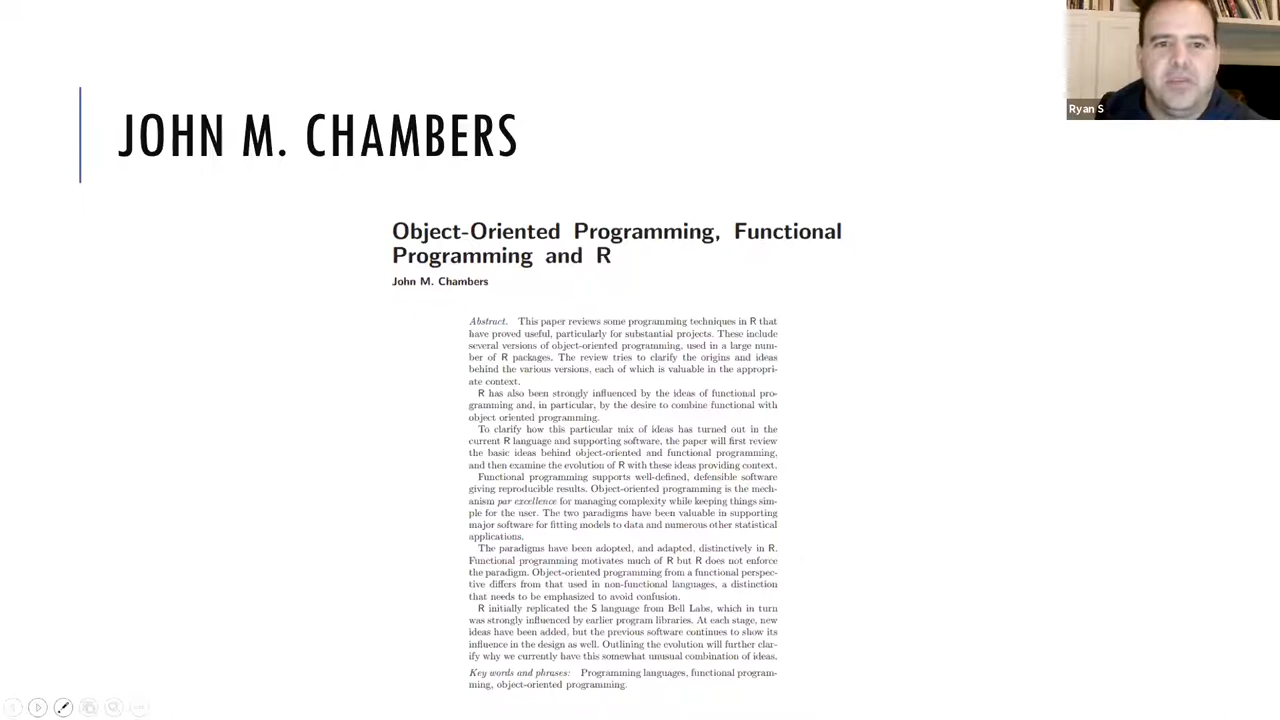 JOHN M. CHAMBERS
Ryan S
Object-Oriented Programming, Functional
Programming and R
John M. Chambers
Abstract. This paper reviews some programming techniques in R that
have proved useful, particularly for substantial projects. These include
several versions of object-oriented programming, used in a large num-
ber of R packages. The review tries to clarify the origins and ideas
behind the various versions, each of which is valuable in the appropri-
ate context.
R has also been strongly influenced by the ideas of functional pro-
gramming and, in particular, by the desire to combine functional with
object oriented programming.
To clarify how this particular mix of ideas has turned out in the
current R language and supporting software, the paper will first review
the basic ideas behind object-oriented and functional programming,
and then examine the evolution of R with these ideas providing context.
Functional programming supports well-defined, defensible software
giving reproducible results. Object-oriented programming is the mech-
anism par excellence for managing complexity while keeping things sim-
ple for the user. The two paradigms have been valuable in supporting
major software for fitting models to data and numerous other statistical
applications.
The paradigms have been adopted, and adapted, distinctively in R.
Functional programming motivates much of R but R does not enforce
the paradigm. Object-oriented programming from a functional perspec-
tive differs from that used in non-functional languages, a distinction
that needs to be emphasized to avoid confusion.
R initially replicated the S language from Bell Labs, which in turn
was strongly influenced by earlier program libraries. At each stage, new
ideas have been added, but the previous software continues to show its
influence in the design as well. Outlining the evolution will further clar-
ify why we currently have this somewhat unusual combination of ideas.
Key words and phrases: Programming languages, functional program-
ming, object-oriented programming.